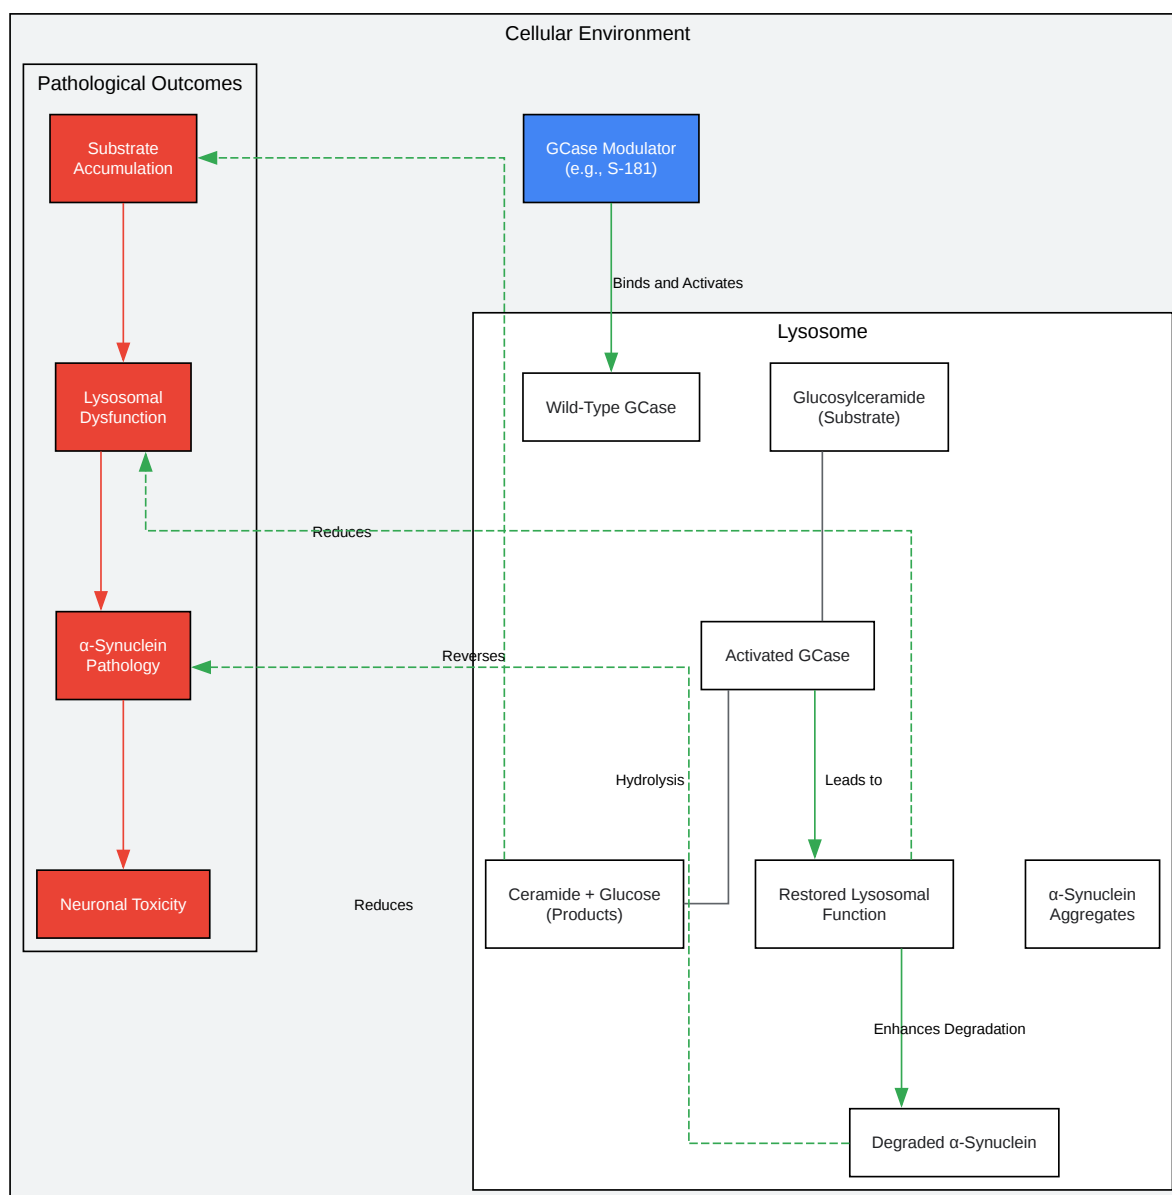 Cellular Environment
Pathological Outcomes
Substrate
Accumulation
GCase Modulator
(e.g., S-181)
Binds and Activates
Lysosome
Lysosomal
Dysfunction
Wild-Type GCase
Glucosylceramide
(Substrate)
Reduces
α-Synuclein
Pathology
Reverses
Activated GCase
Hydrolysis
Leads to
Neuronal Toxicity
Reduces
Ceramide + Glucose
(Products)
Restored Lysosomal
Function
α-Synuclein
Aggregates
Enhances Degradation
Degraded α-Synuclein